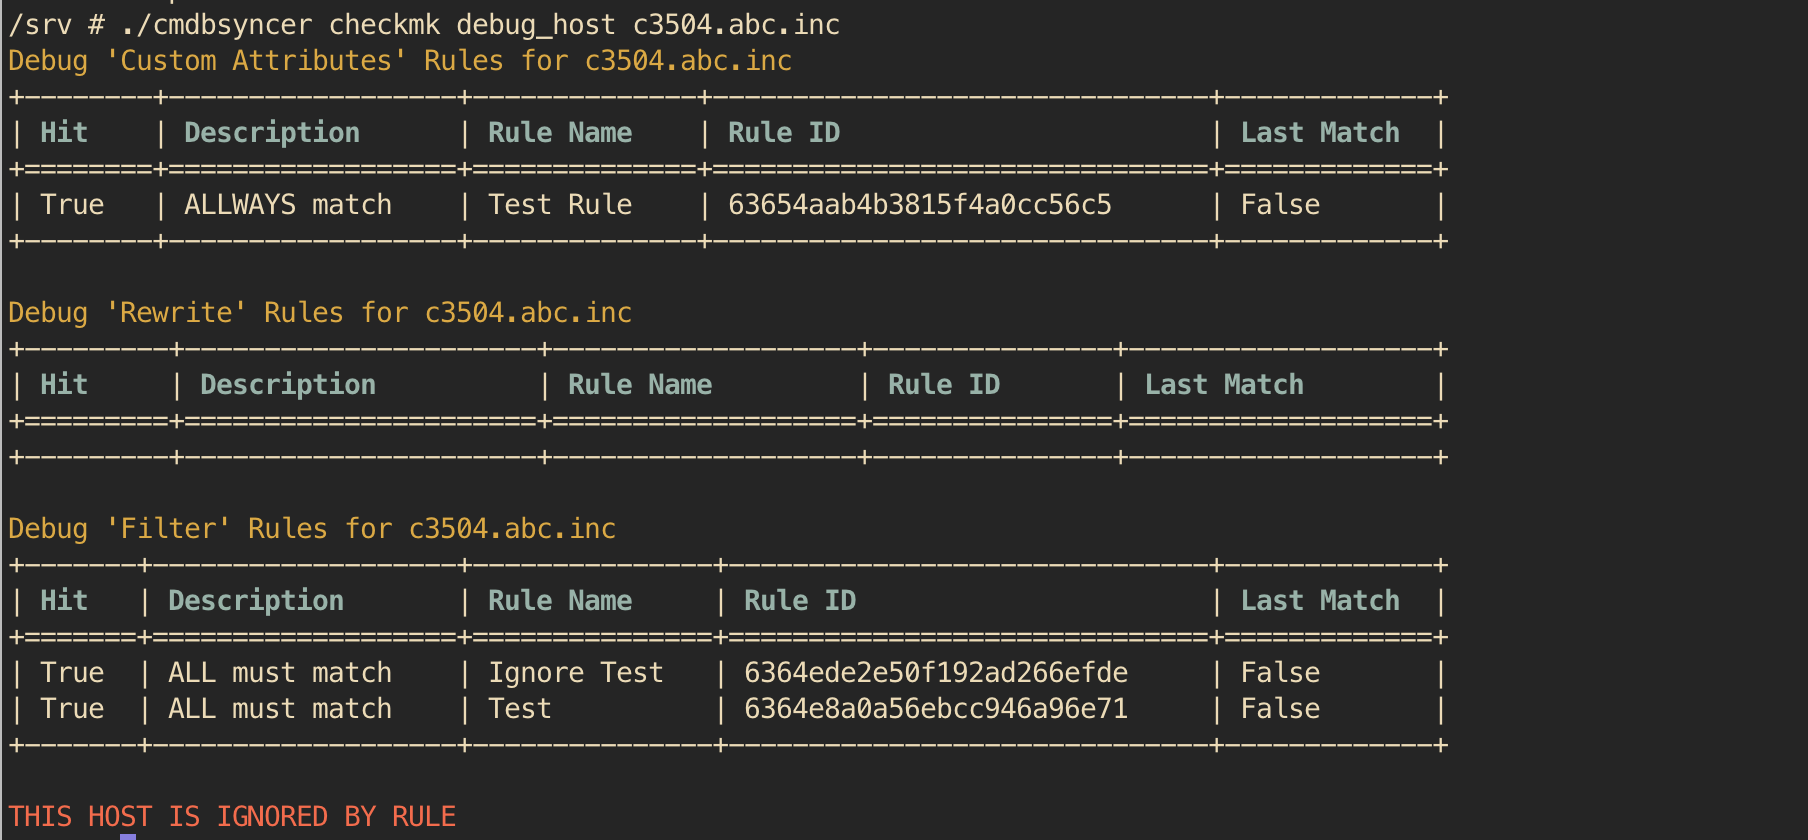 /srv # ./cmdbsyncer checkmk debug_host c3504.abc.inc
Debug 'Custom Attributes' Rules for c3504.abc.inc
+--------+------------------+--------------+-------------------------------+-------------+
| Hit    | Description      | Rule Name    | Rule ID                       | Last Match  |
+========+==================+==============+===============================+=============+
| True   | ALLWAYS match    | Test Rule    | 63654aab4b3815f4a0cc56c5      | False       |
+--------+------------------+--------------+-------------------------------+-------------+
Debug 'Rewrite' Rules for c3504.abc.inc
+---------+----------------------+-------------------+---------------+-------------------+
| Hit     | Description          | Rule Name         | Rule ID       | Last Match        |
+=========+======================+===================+===============+===================+
+---------+----------------------+-------------------+---------------+-------------------+
Debug 'Filter' Rules for c3504.abc.inc
+-------+-------------------+---------------+------------------------------+-------------+
| Hit   | Description       | Rule Name     | Rule ID                      | Last Match  |
+=======+===================+===============+==============================+=============+
| True  | ALL must match    | Ignore Test   | 6364ede2e50f192ad266efde     | False       |
| True  | ALL must match    | Test          | 6364e8a0a56ebcc946a96e71     | False       |
+-------+-------------------+---------------+------------------------------+-------------+
THIS HOST IS IGNORED BY RULE